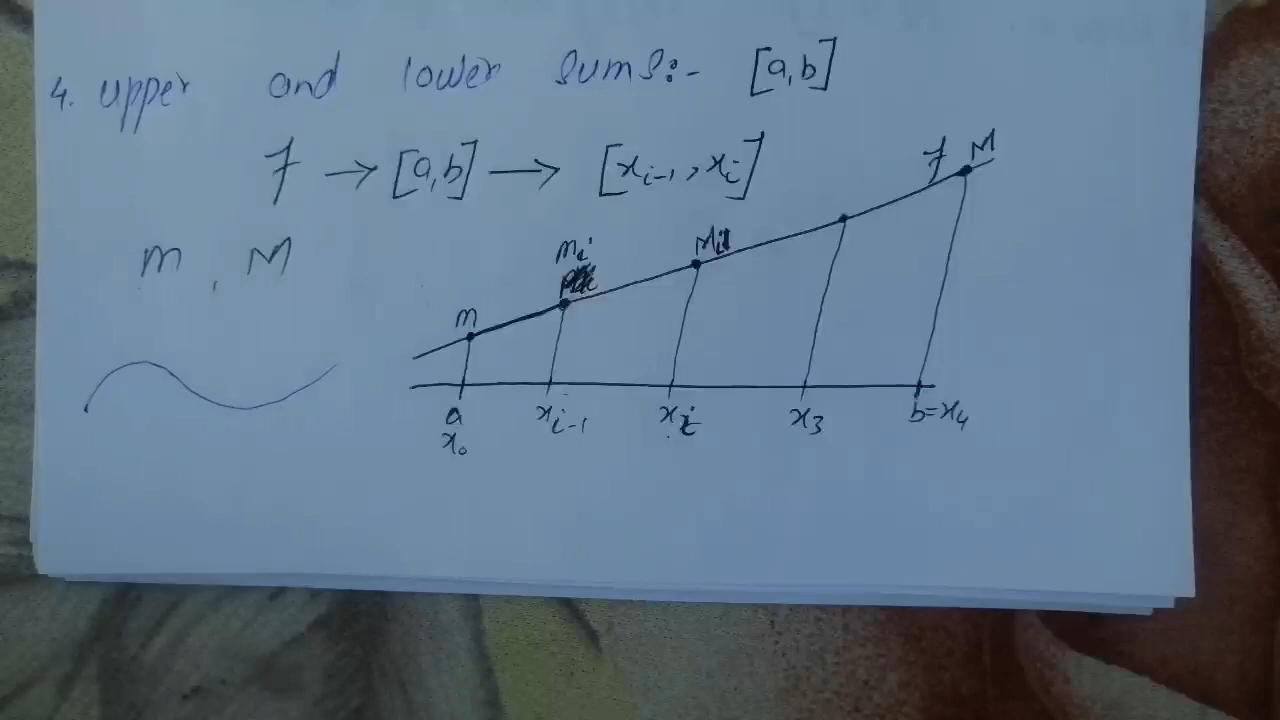 4. upper and lower sums:- [a,b]
f → [a,b] → [xᵢ₋₁, xᵢ]
f M
m , M
mᵢ
Mᵢ
m
a
x₀
xᵢ₋₁
xᵢ
x₃
b=x₄